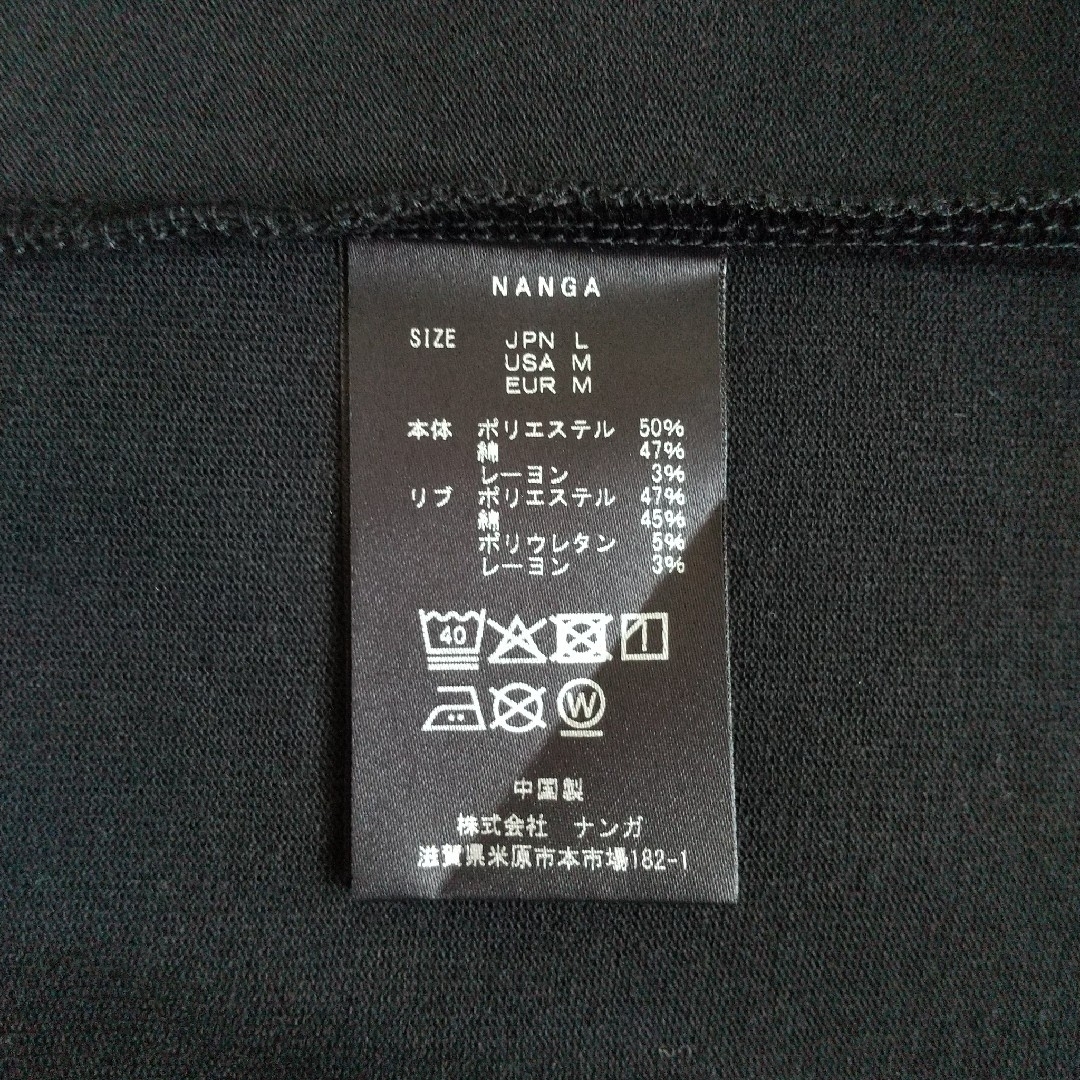 NANGA
SIZE JPN L
USA M
EUR M
本体 ポリエステル 50%
綿 47%
レーヨン 3%
リブ ポリエステル 47%
綿 45%
ポリウレタン 5%
レーヨン 3%
40
W
中国製
株式会社 ナンガ
滋賀県米原市本市場182-1